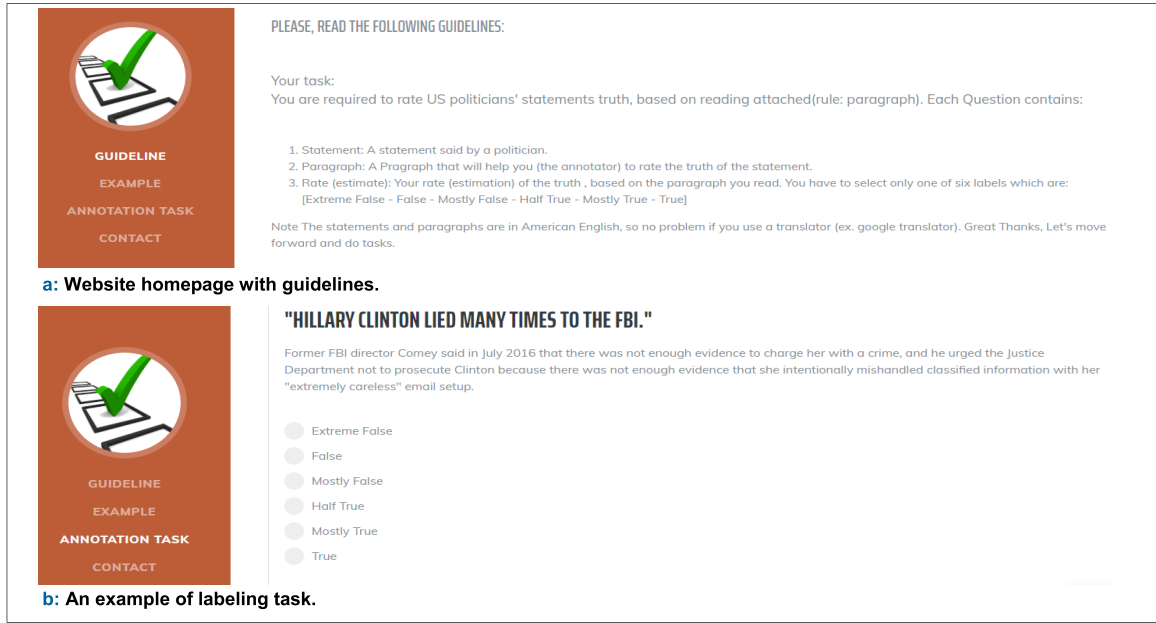 GUIDELINE
EXAMPLE
ANNOTATION TASK
CONTACT
PLEASE, READ THE FOLLOWING GUIDELINES:
Your task:
You are required to rate US politicians' statements truth, based on reading attached(rule: paragraph). Each Question contains:
1. Statement: A statement said by a politician.
2. Paragraph: A Pragraph that will help you (the annotator) to rate the truth of the statement.
3. Rate (estimate): Your rate (estimation) of the truth , based on the paragraph you read. You have to select only one of six labels which are:
[Extreme False - False - Mostly False - Half True - Mostly True - True]
Note The statements and paragraphs are in American English, so no problem if you use a translator (ex. google translator). Great Thanks, Let's move
forward and do tasks.
a: Website homepage with guidelines.
GUIDELINE
EXAMPLE
ANNOTATION TASK
CONTACT
"HILLARY CLINTON LIED MANY TIMES TO THE FBI."
Former FBI director Comey said in July 2016 that there was not enough evidence to charge her with a crime, and he urged the Justice
Department not to prosecute Clinton because there was not enough evidence that she intentionally mishandled classified information with her
"extremely careless" email setup.
Extreme False
False
Mostly False
Half True
Mostly True
True
b: An example of labeling task.